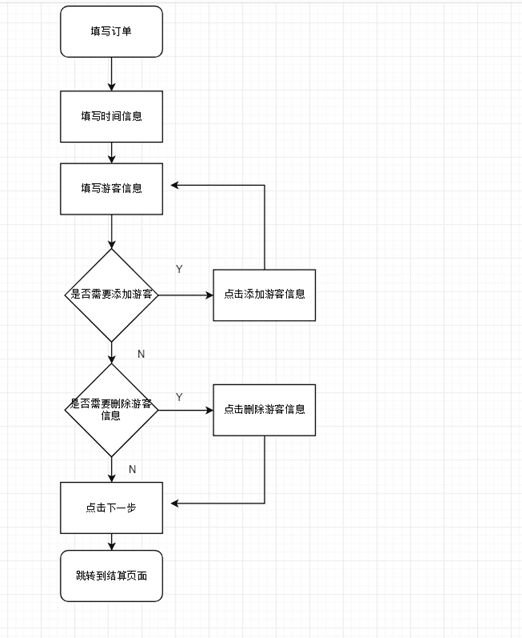 填写订单
填写时间信息
填写游客信息
Y
是否需要添加游客
点击添加游客信息
N
Y
是否需要删除游客
信息
点击删除游客信息
N
点击下一步
跳转到结算页面